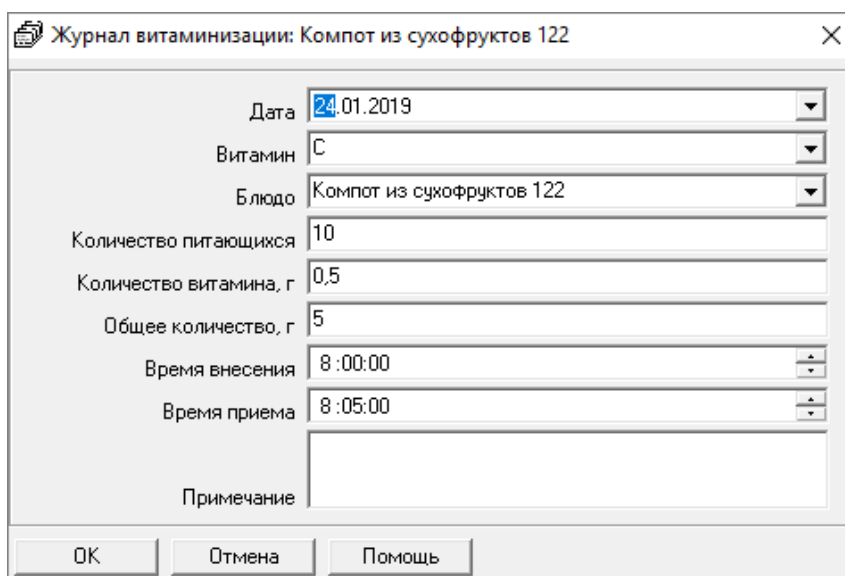 Журнал витаминизации: Компот из сухофруктов 122
Дата 24.01.2019
Витамин C
Блюдо Компот из сухофруктов 122
Количество питающихся 10
Количество витамина, г 0,5
Общее количество, г 5
Время внесения 8:00:00
Время приема 8:05:00
Примечание
OK Отмена Помощь